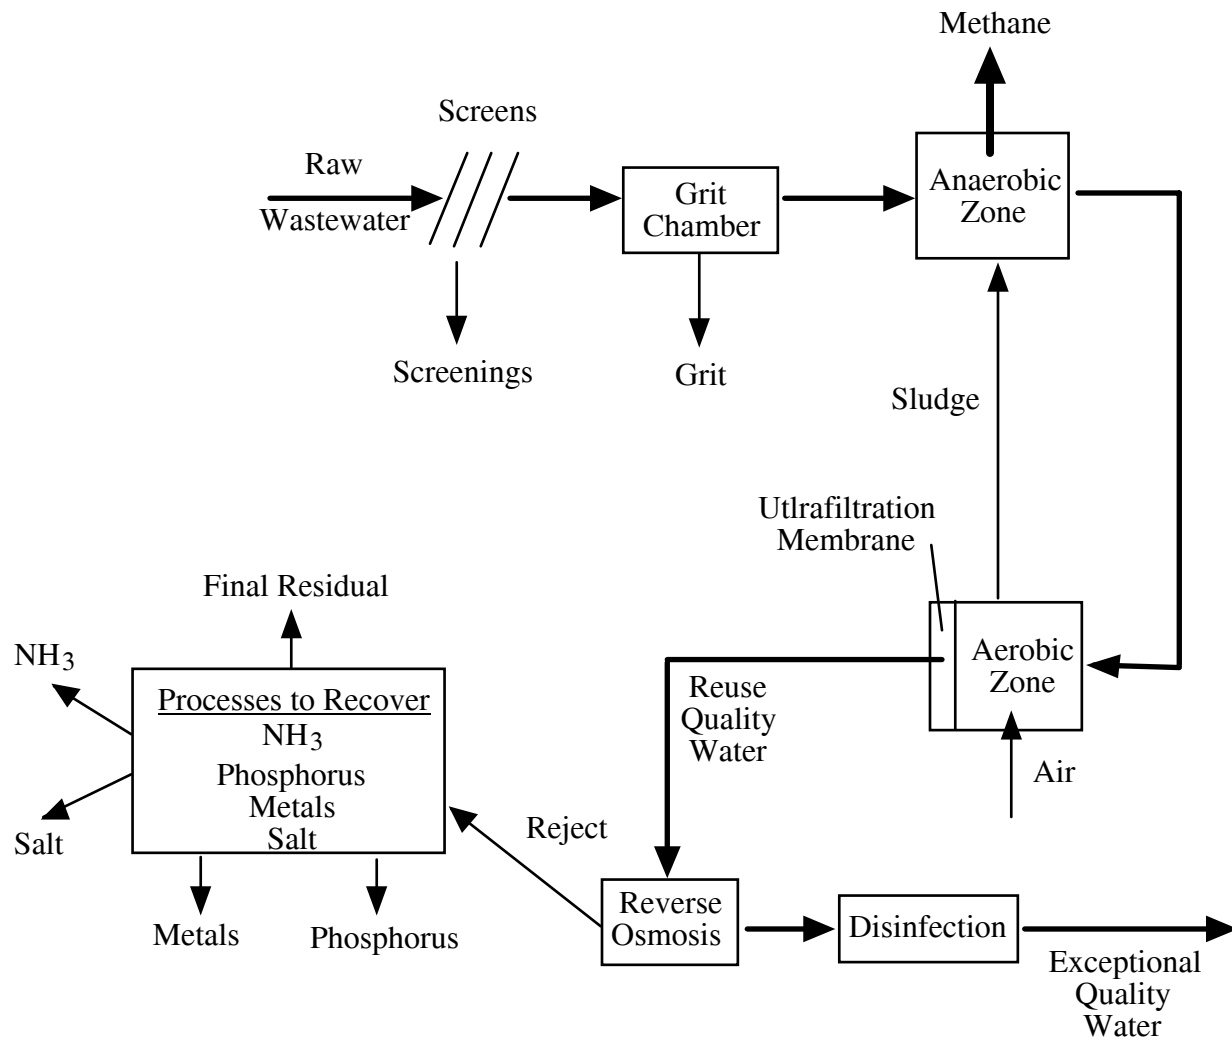 Methane
Screens
Raw
Wastewater
Grit
Chamber
Anaerobic
Zone
Screenings
Grit
Sludge
Utlrafiltration
Membrane
Final Residual
NH3
Processes to Recover
NH3
Phosphorus
Metals
Salt
Salt
Metals
Phosphorus
Reuse
Quality
Water
Aerobic
Zone
Air
Reject
Reverse
Osmosis
Disinfection
Exceptional
Quality
Water